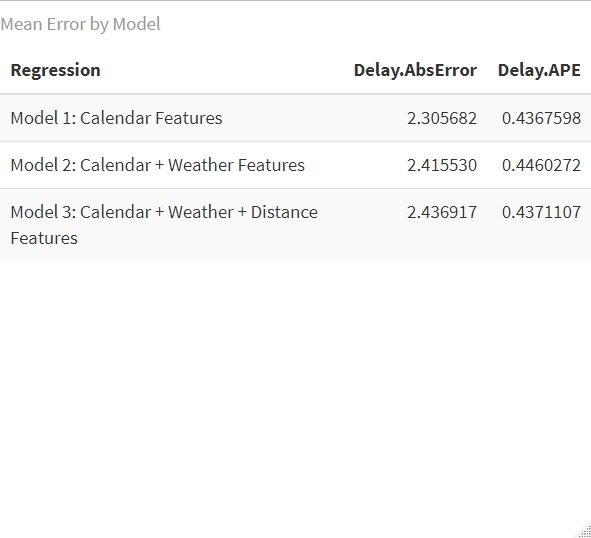 Mean Error by Model
Regression Delay.AbsError Delay.APE
Model 1: Calendar Features 2.305682 0.4367598
Model 2: Calendar + Weather Features 2.415530 0.4460272
Model 3: Calendar + Weather + Distance 2.436917 0.4371107
Features